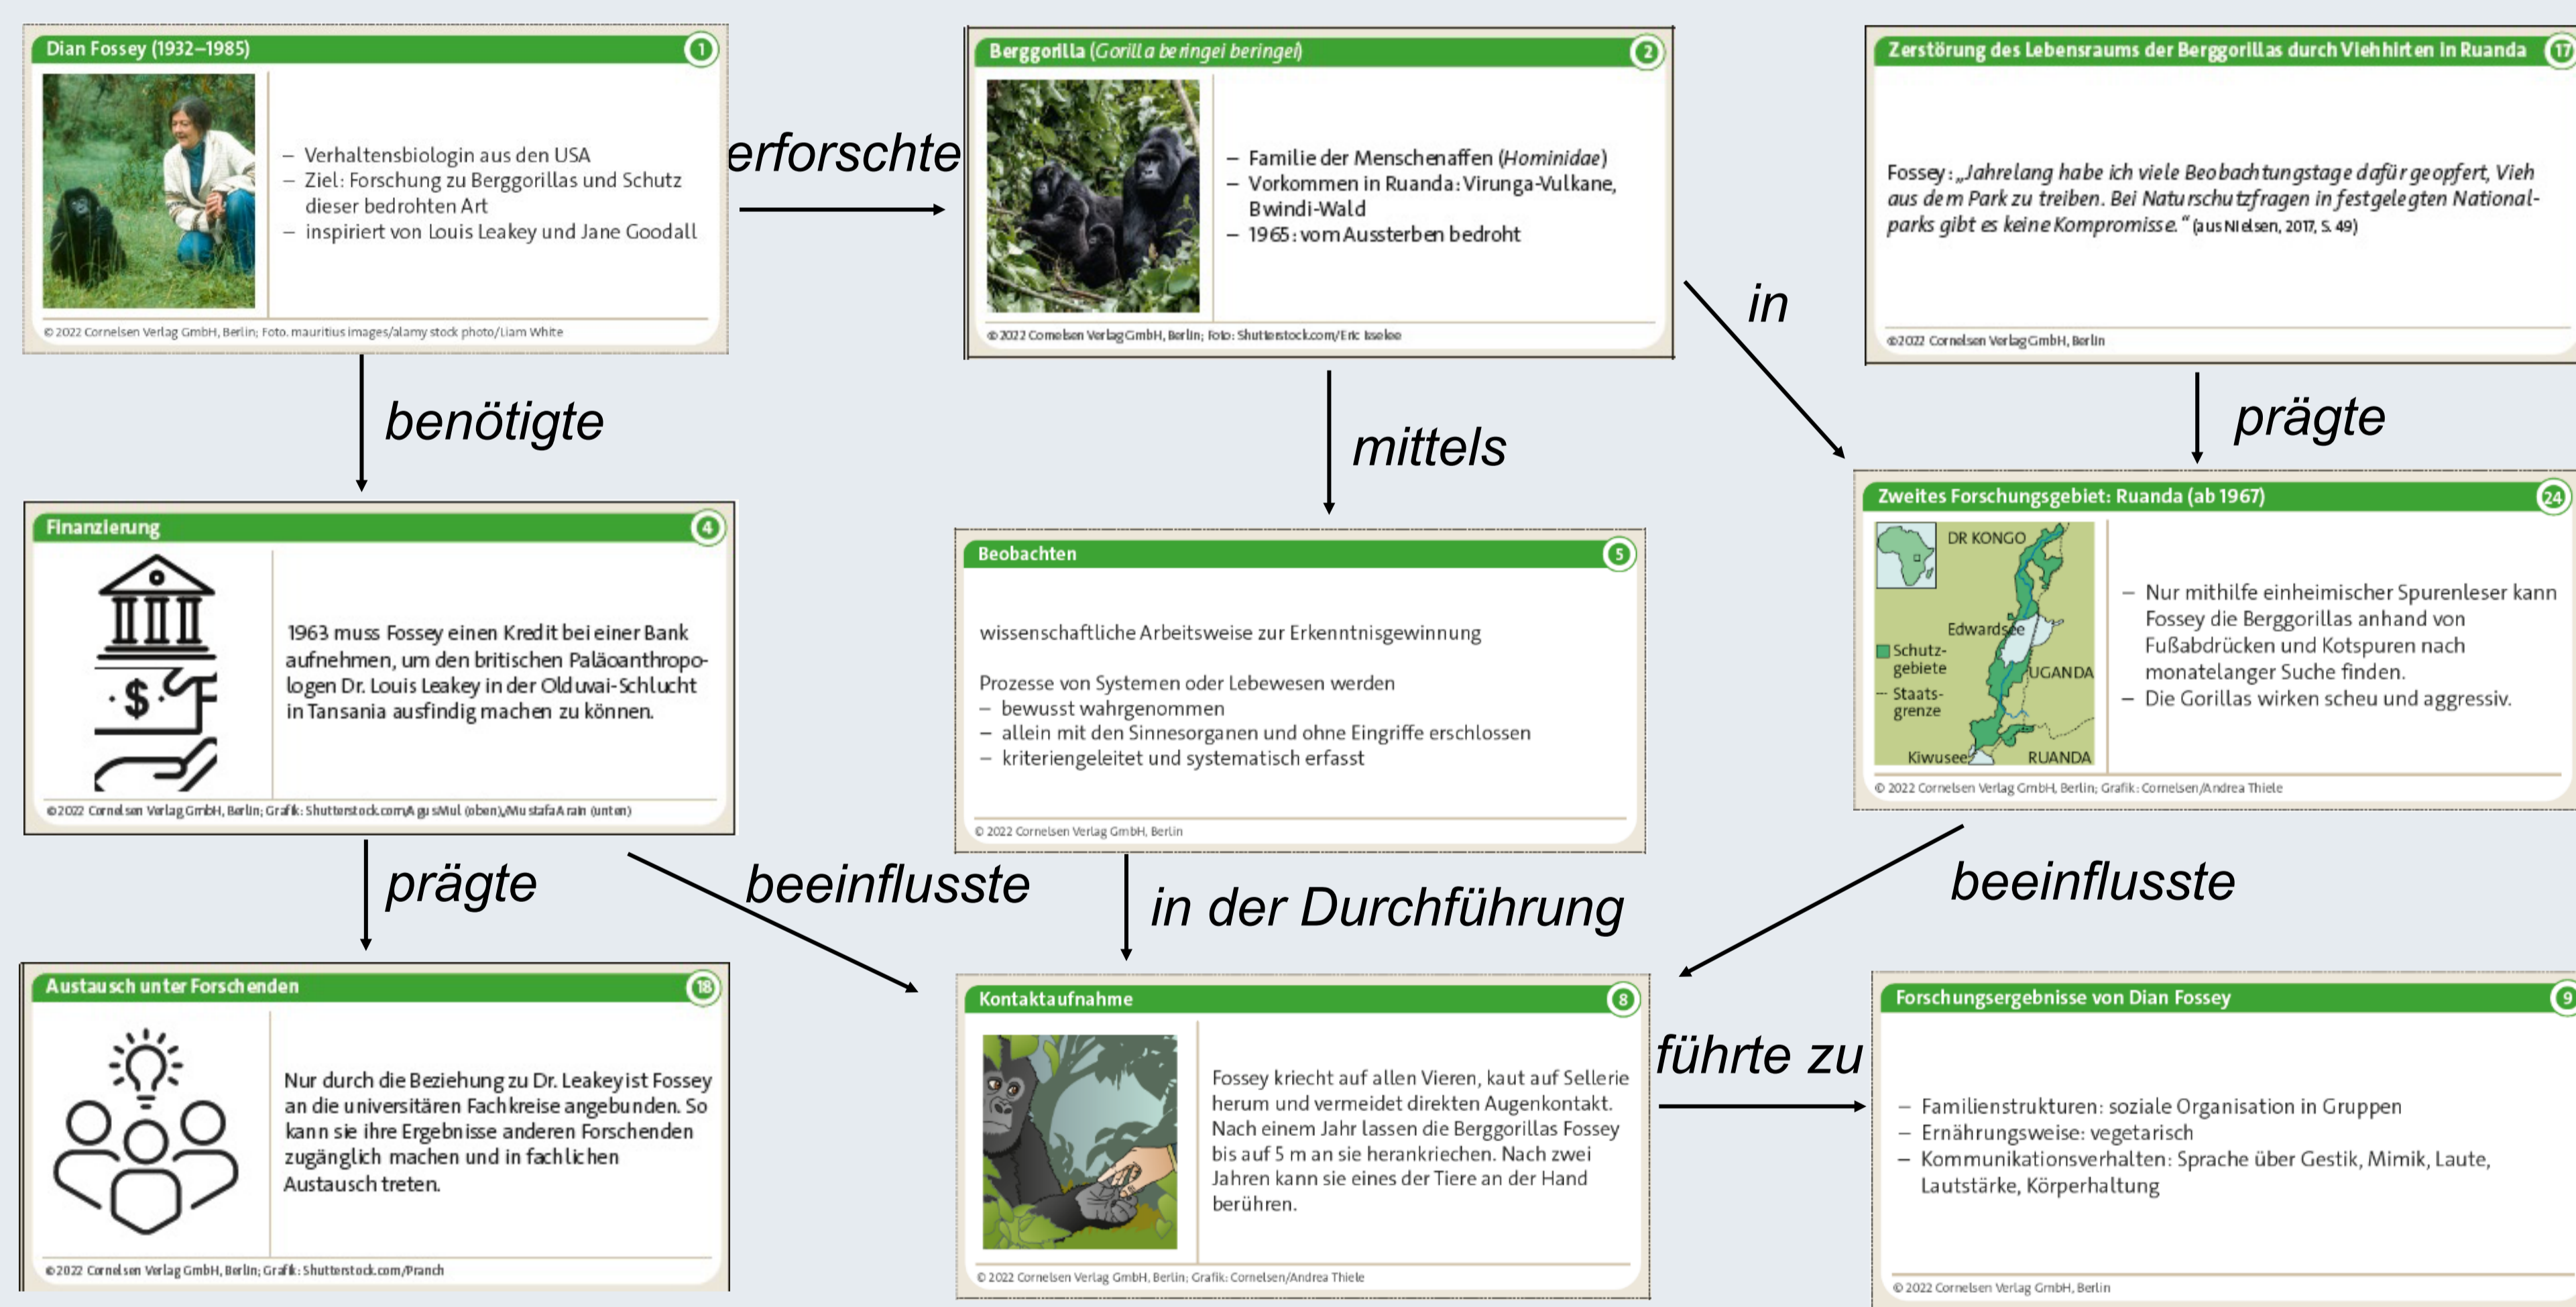 Dian Fossey (1932–1985)
1
– Verhaltensbiologin aus den USA
– Ziel: Forschung zu Berggorillas und Schutz
dieser bedrohten Art
– inspiriert von Louis Leakey und Jane Goodall
© 2022 Cornelsen Verlag GmbH, Berlin; Foto. mauritius images/alamy stock photo/Liam White
erforschte
Berggorilla (Gorilla beringei beringei)
2
– Familie der Menschenaffen (Hominidae)
– Vorkommen in Ruanda: Virunga-Vulkane,
Bwindi-Wald
– 1965: vom Aussterben bedroht
© 2022 Cornelsen Verlag GmbH, Berlin; Foto: Shutterstock.com/Eric Isselee
in
Zerstörung des Lebensraums der Berggorillas durch Viehhirten in Ruanda
17
Fossey: „Jahrelang habe ich viele Beobachtungstage dafür geopfert, Vieh
aus dem Park zu treiben. Bei Naturschutzfragen in festgelegten National-
parks gibt es keine Kompromisse.“ (aus Nielsen, 2017, S. 49)
©2022 Cornelsen Verlag GmbH, Berlin
benötigte
mittels
prägte
Finanzierung
4
1963 muss Fossey einen Kredit bei einer Bank
aufnehmen, um den britischen Paläoanthropo-
logen Dr. Louis Leakey in der Olduvai-Schlucht
in Tansania ausfindig machen zu können.
$
©2022 Cornelsen Verlag GmbH, Berlin; Grafik: Shutterstock.com/AgusMul (oben),/MustafaArain (unten)
Beobachten
5
wissenschaftliche Arbeitsweise zur Erkenntnisgewinnung
Prozesse von Systemen oder Lebewesen werden
– bewusst wahrgenommen
– allein mit den Sinnesorganen und ohne Eingriffe erschlossen
– kriteriengeleitet und systematisch erfasst
© 2022 Cornelsen Verlag GmbH, Berlin
Zweites Forschungsgebiet: Ruanda (ab 1967)
24
DR KONGO
Edwardsee
Schutz-
gebiete
UGANDA
Staats-
grenze
Kiwusee
RUANDA
– Nur mithilfe einheimischer Spurenleser kann
Fossey die Berggorillas anhand von
Fußabdrücken und Kotspuren nach
monatelanger Suche finden.
– Die Gorillas wirken scheu und aggressiv.
© 2022 Cornelsen Verlag GmbH, Berlin; Grafik: Cornelsen/Andrea Thiele
prägte
beeinflusste
in der Durchführung
beeinflusste
Austausch unter Forschenden
18
Nur durch die Beziehung zu Dr. Leakey ist Fossey
an die universitären Fachkreise angebunden. So
kann sie ihre Ergebnisse anderen Forschenden
zugänglich machen und in fachlichen
Austausch treten.
©2022 Cornelsen Verlag GmbH, Berlin; Grafik: Shutterstock.com/Pranch
Kontaktaufnahme
8
Fossey kriecht auf allen Vieren, kaut auf Sellerie
herum und vermeidet direkten Augenkontakt.
Nach einem Jahr lassen die Berggorillas Fossey
bis auf 5 m an sie herankriechen. Nach zwei
Jahren kann sie eines der Tiere an der Hand
berühren.
© 2022 Cornelsen Verlag GmbH, Berlin; Grafik: Cornelsen/Andrea Thiele
führte zu
Forschungsergebnisse von Dian Fossey
9
– Familienstrukturen: soziale Organisation in Gruppen
– Ernährungsweise: vegetarisch
– Kommunikationsverhalten: Sprache über Gestik, Mimik, Laute,
Lautstärke, Körperhaltung
© 2022 Cornelsen Verlag GmbH, Berlin